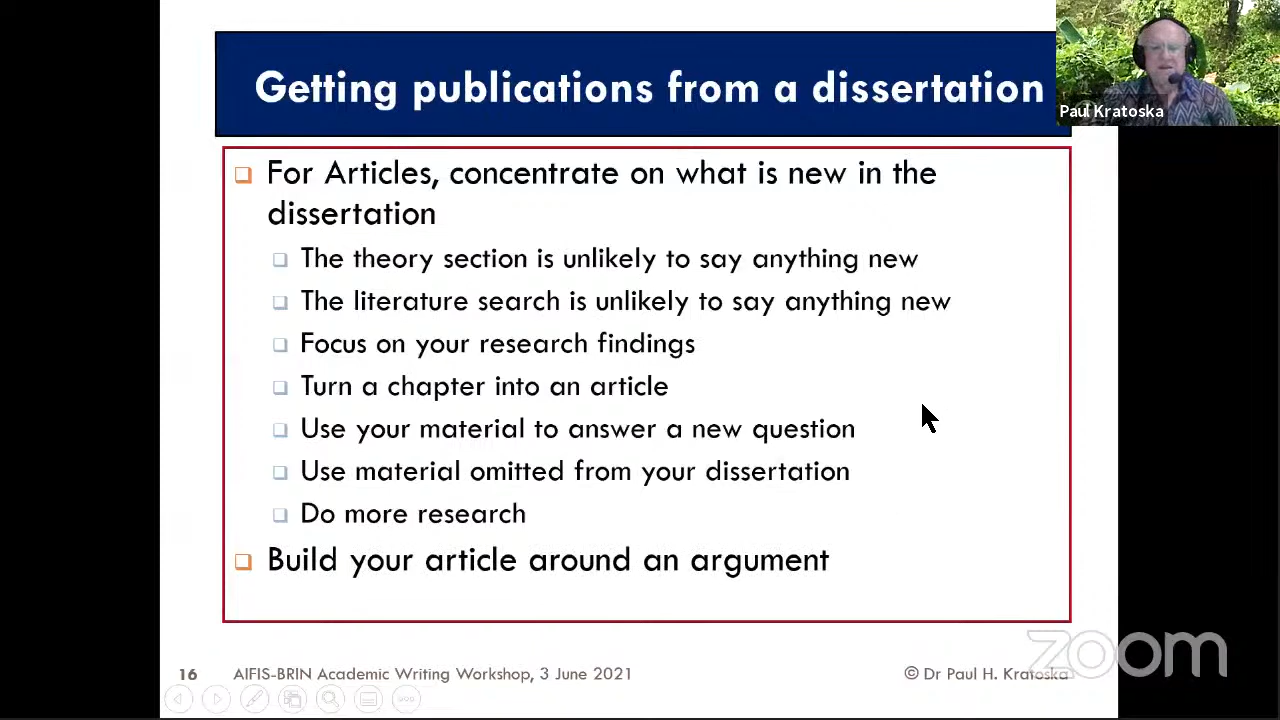 Getting publications from a dissertation
Paul Kratoska
For Articles, concentrate on what is new in the
dissertation
The theory section is unlikely to say anything new
The literature search is unlikely to say anything new
Focus on your research findings
Turn a chapter into an article
Use your material to answer a new question
Use material omitted from your dissertation
Do more research
Build your article around an argument
zoom
16 AIFIS-BRIN Academic Writing Workshop, 3 June 2021 © Dr Paul H. Kratoska